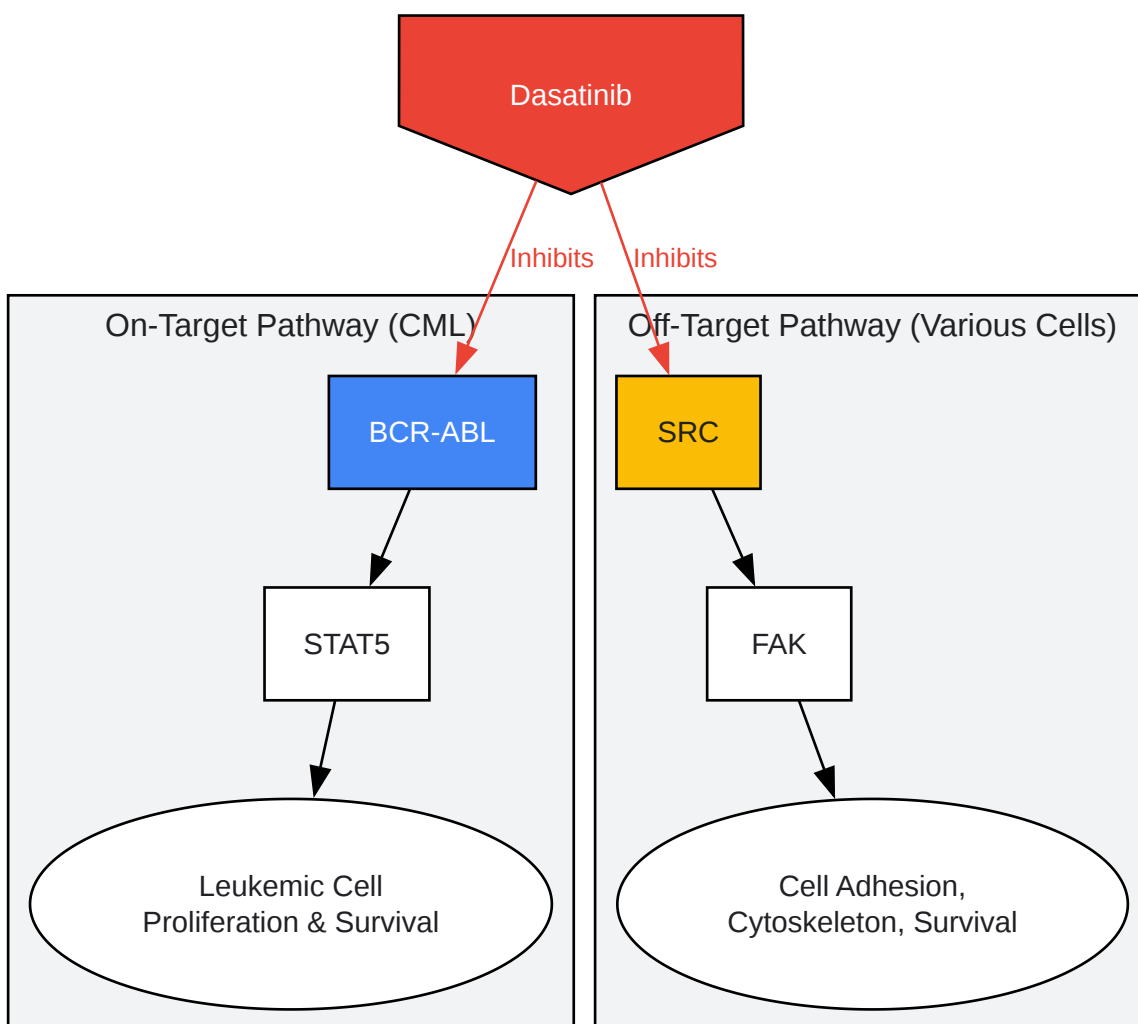 Dasatinib
Inhibits
Inhibits
On-Target Pathway (CML)
Off-Target Pathway (Various Cells)
BCR-ABL
SRC
STAT5
FAK
Leukemic Cell
Proliferation & Survival
Cell Adhesion,
Cytoskeleton, Survival